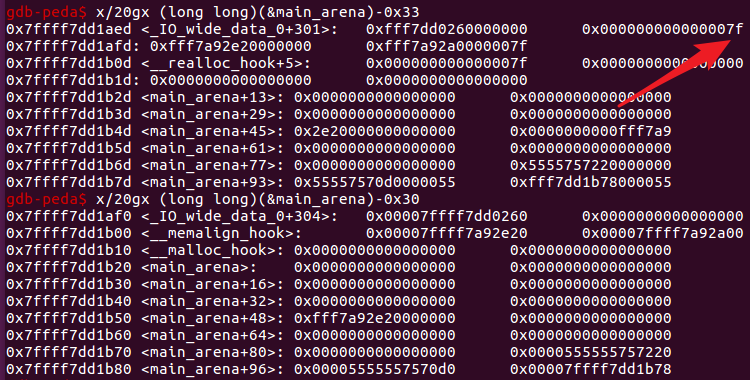 gdb-peda$ x/20gx (long long)(&main_arena)-0x33
0x7ffff7dd1aed <_IO_wide_data_0+301>: 0xfff7dd0260000000 0x000000000000007f
0x7ffff7dd1afd: 0xfff7a92e20000000 0xfff7a92a0000007f
0x7ffff7dd1b0d <__realloc_hook+5>: 0x000000000000007f 0x0000000000000000
0x7ffff7dd1b1d: 0x0000000000000000 0x0000000000000000
0x7ffff7dd1b2d <main_arena+13>: 0x0000000000000000 0x0000000000000000
0x7ffff7dd1b3d <main_arena+29>: 0x0000000000000000 0x0000000000000000
0x7ffff7dd1b4d <main_arena+45>: 0x2e20000000000000 0x0000000000fff7a9
0x7ffff7dd1b5d <main_arena+61>: 0x0000000000000000 0x0000000000000000
0x7ffff7dd1b6d <main_arena+77>: 0x0000000000000000 0x5555757220000000
0x7ffff7dd1b7d <main_arena+93>: 0x55557570d0000055 0xfff7dd1b78000055
gdb-peda$ x/20gx (long long)(&main_arena)-0x30
0x7ffff7dd1af0 <_IO_wide_data_0+304>: 0x00007ffff7dd0260 0x0000000000000000
0x7ffff7dd1b00 <__memalign_hook>: 0x00007ffff7a92e20 0x00007ffff7a92a00
0x7ffff7dd1b10 <__malloc_hook>: 0x0000000000000000 0x0000000000000000
0x7ffff7dd1b20 <main_arena>: 0x0000000000000000 0x0000000000000000
0x7ffff7dd1b30 <main_arena+16>: 0x0000000000000000 0x0000000000000000
0x7ffff7dd1b40 <main_arena+32>: 0x0000000000000000 0x0000000000000000
0x7ffff7dd1b50 <main_arena+48>: 0xfff7a92e20000000 0x0000000000000000
0x7ffff7dd1b60 <main_arena+64>: 0x0000000000000000 0x0000000000000000
0x7ffff7dd1b70 <main_arena+80>: 0x0000000000000000 0x0000555555757220
0x7ffff7dd1b80 <main_arena+96>: 0x00005555557570d0 0x00007ffff7dd1b78